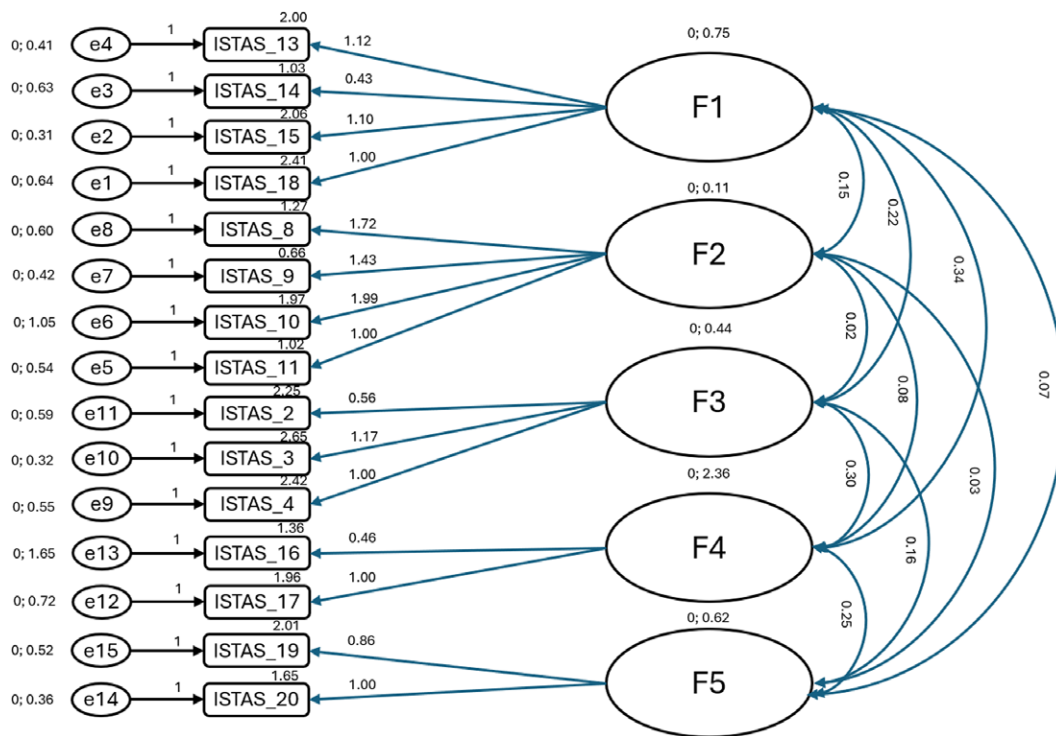 2.00
0; 0.41 e4 1 ISTAS_13 1.12
1.03
0; 0.63 e3 1 ISTAS_14 0.43
2.06
0; 0.31 e2 1 ISTAS_15 1.10
2.41
0; 0.64 e1 1 ISTAS_18 1.00
1.27
0; 0.60 e8 1 ISTAS_8 1.72
0.66
0; 0.42 e7 1 ISTAS_9 1.43
1.97
0; 1.05 e6 1 ISTAS_10 1.99
1.02
0; 0.54 e5 1 ISTAS_11 1.00
2.25
0; 0.59 e11 1 ISTAS_2 0.56
2.65
0; 0.32 e10 1 ISTAS_3 1.17
2.42
0; 0.55 e9 1 ISTAS_4 1.00
1.36
0; 1.65 e13 1 ISTAS_16 0.46
1.96
0; 0.72 e12 1 ISTAS_17 1.00
2.01
0; 0.52 e15 1 ISTAS_19 0.86
1.65
0; 0.36 e14 1 ISTAS_20 1.00
0; 0.75
F1
0; 0.11
F2
0; 0.44
F3
0; 2.36
F4
0; 0.62
F5
0.15
0.22
0.34
0.07
0.02
0.08
0.03
0.30
0.16
0.25